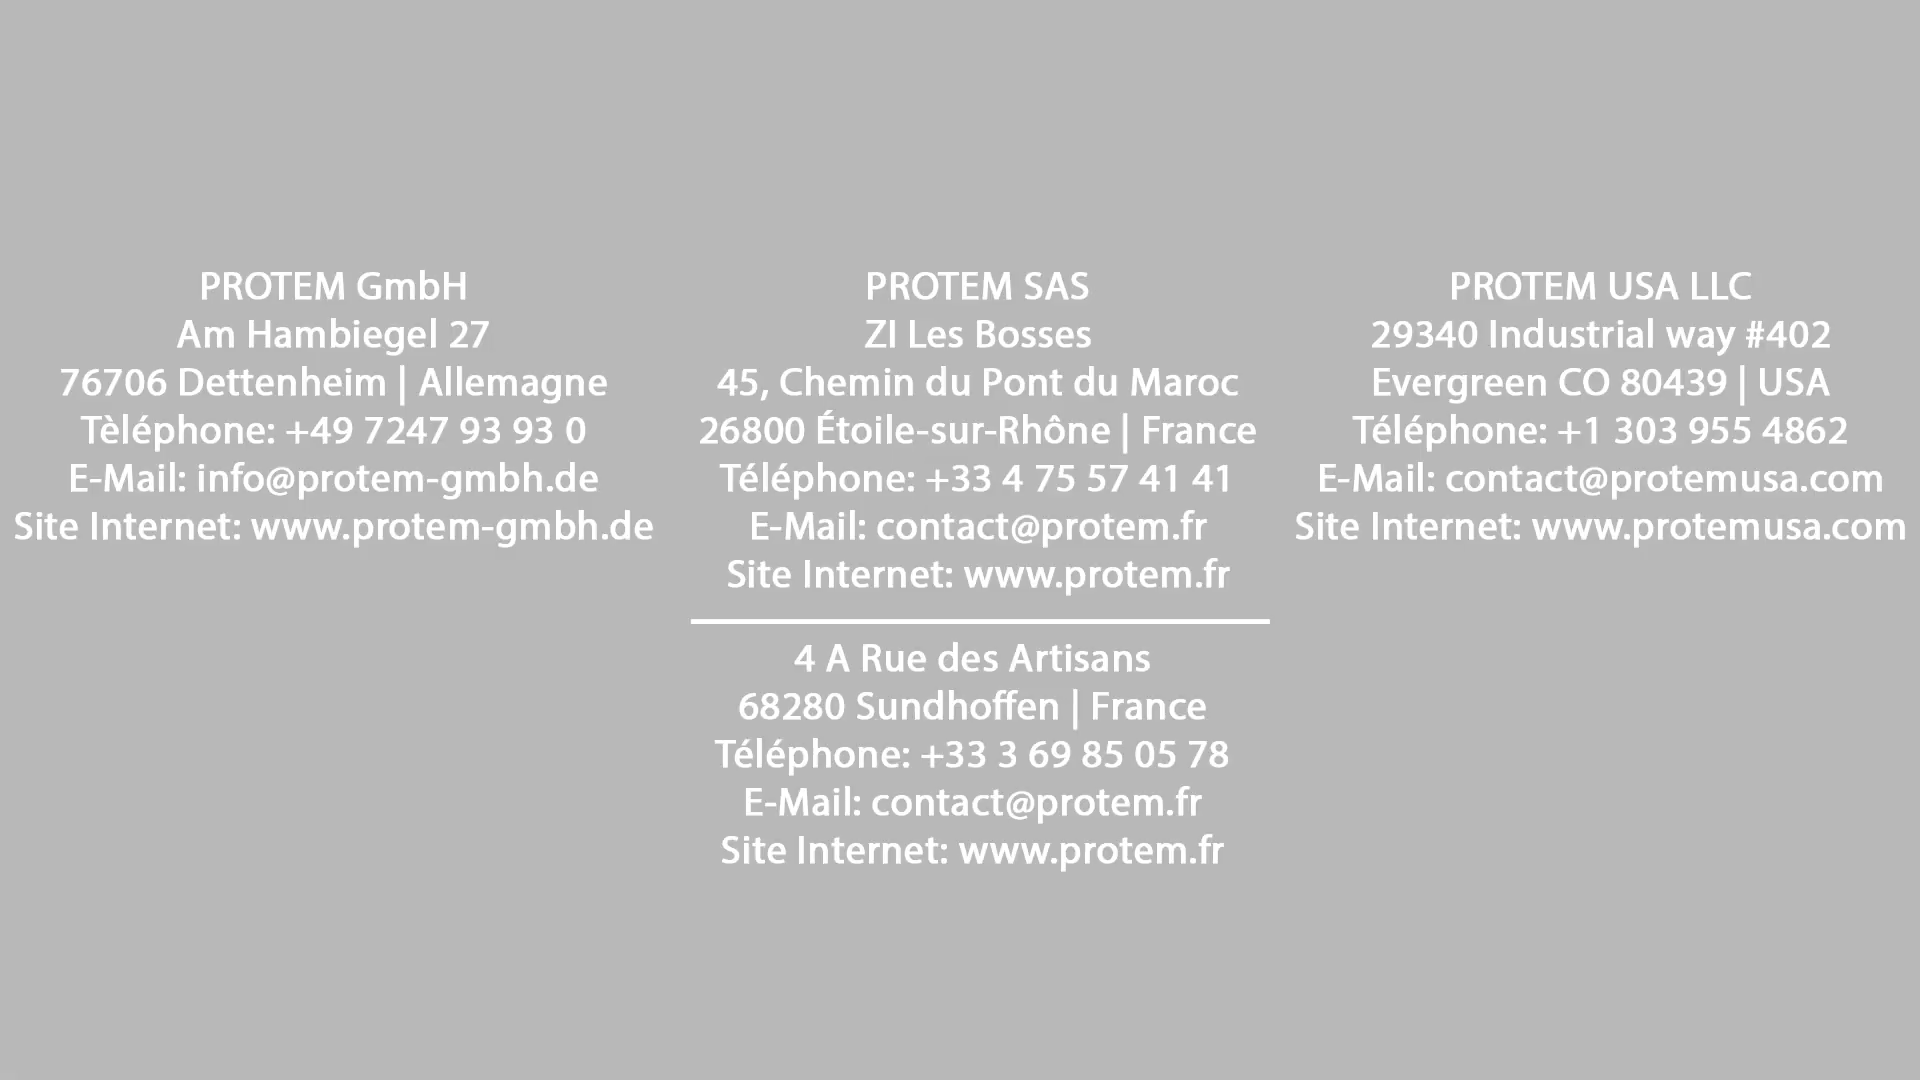 PROTEM GmbH
Am Hambiegel 27
76706 Dettenheim | Allemagne
Tèléphone: +49 7247 93 93 0
E-Mail: info@protem-gmbh.de
Site Internet: www.protem-gmbh.de
PROTEM SAS
ZI Les Bosses
45, Chemin du Pont du Maroc
26800 Étoile-sur-Rhône | France
Téléphone: +33 4 75 57 41 41
E-Mail: contact@protem.fr
Site Internet: www.protem.fr
4 A Rue des Artisans
68280 Sundhoffen | France
Téléphone: +33 3 69 85 05 78
E-Mail: contact@protem.fr
Site Internet: www.protem.fr
PROTEM USA LLC
29340 Industrial way #402
Evergreen CO 80439 | USA
Téléphone: +1 303 955 4862
E-Mail: contact@protemusa.com
Site Internet: www.protemusa.com